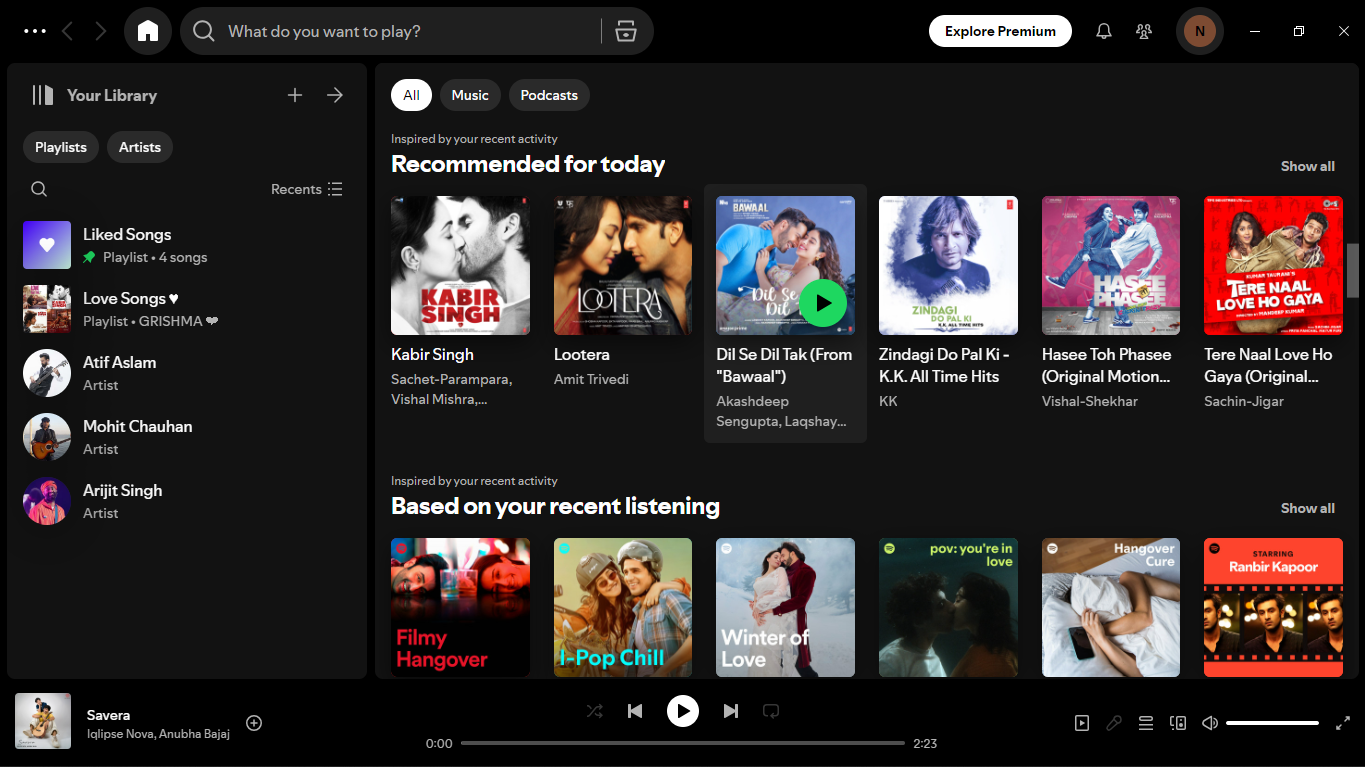 What do you want to play?
Explore Premium
N
Your Library
Playlists
Artists
Recents
Liked Songs
Playlist • 4 songs
Love Songs ♥
Playlist • GRISHMA ❤
Atif Aslam
Artist
Mohit Chauhan
Artist
Arijit Singh
Artist
All
Music
Podcasts
Inspired by your recent activity
Recommended for today
Show all
KABIR
SINGH
LOOTERA
BAWAAL
Dil Se
Dil
ZINDAGI
DO PAL KI
K.K. ALL TIME HITS
HASEE
PHASEE
KUMAR TAURANI'S
TERE NAAL
LOVE HO GAYA
DIRECTED BY MANDEEP KUMAR
Kabir Singh
Sachet-Parampara,
Vishal Mishra,...
Lootera
Amit Trivedi
Dil Se Dil Tak (From
"Bawaal")
Akashdeep
Sengupta, Laqshay...
Zindagi Do Pal Ki -
K.K. All Time Hits
KK
Hasee Toh Phasee
(Original Motion...
Vishal-Shekhar
Tere Naal Love Ho
Gaya (Original...
Sachin-Jigar
Inspired by your recent activity
Based on your recent listening
Show all
Filmy
Hangover
I-Pop Chill
Winter of
Love
pov: you're in
love
Hangover
Cure
STARRING
Ranbir Kapoor
Savera
Iqlipse Nova, Anubha Bajaj
0:00
2:23